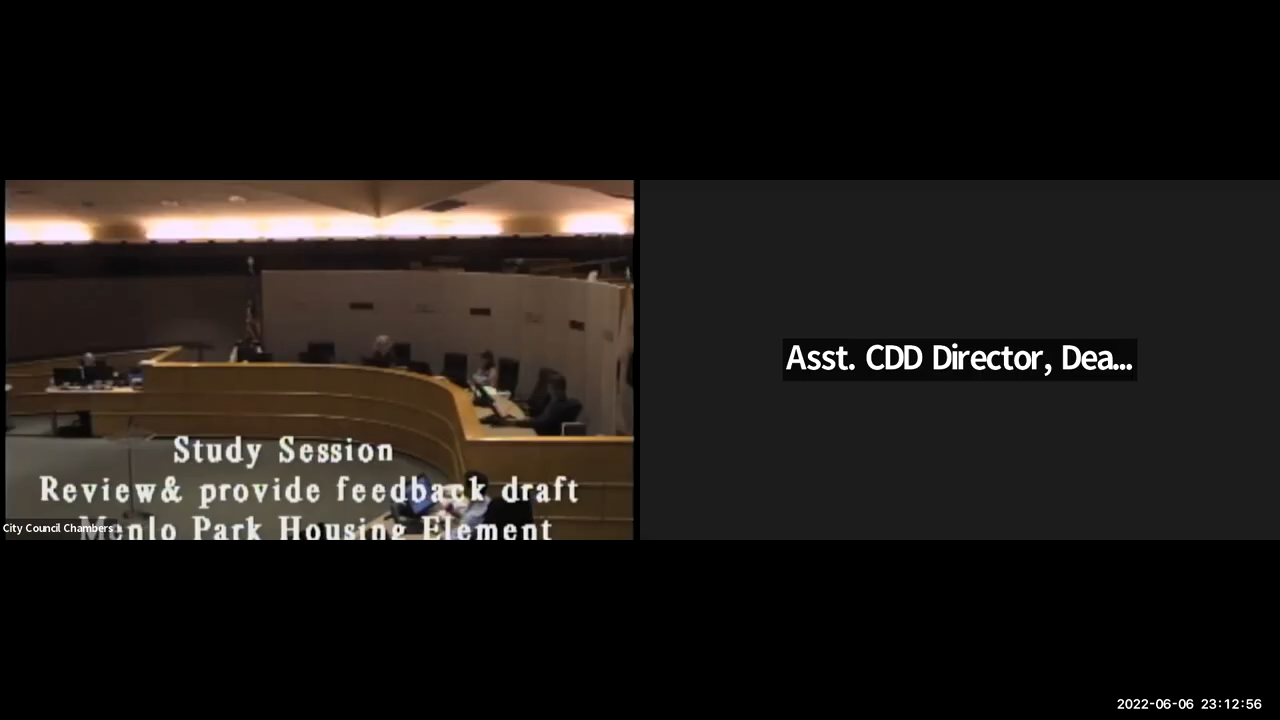 Study Session
Review& provide feedback draft
Menlo Park Housing Element
City Council Chambers
Asst. CDD Director, Dea...
2022-06-06 23:12:56